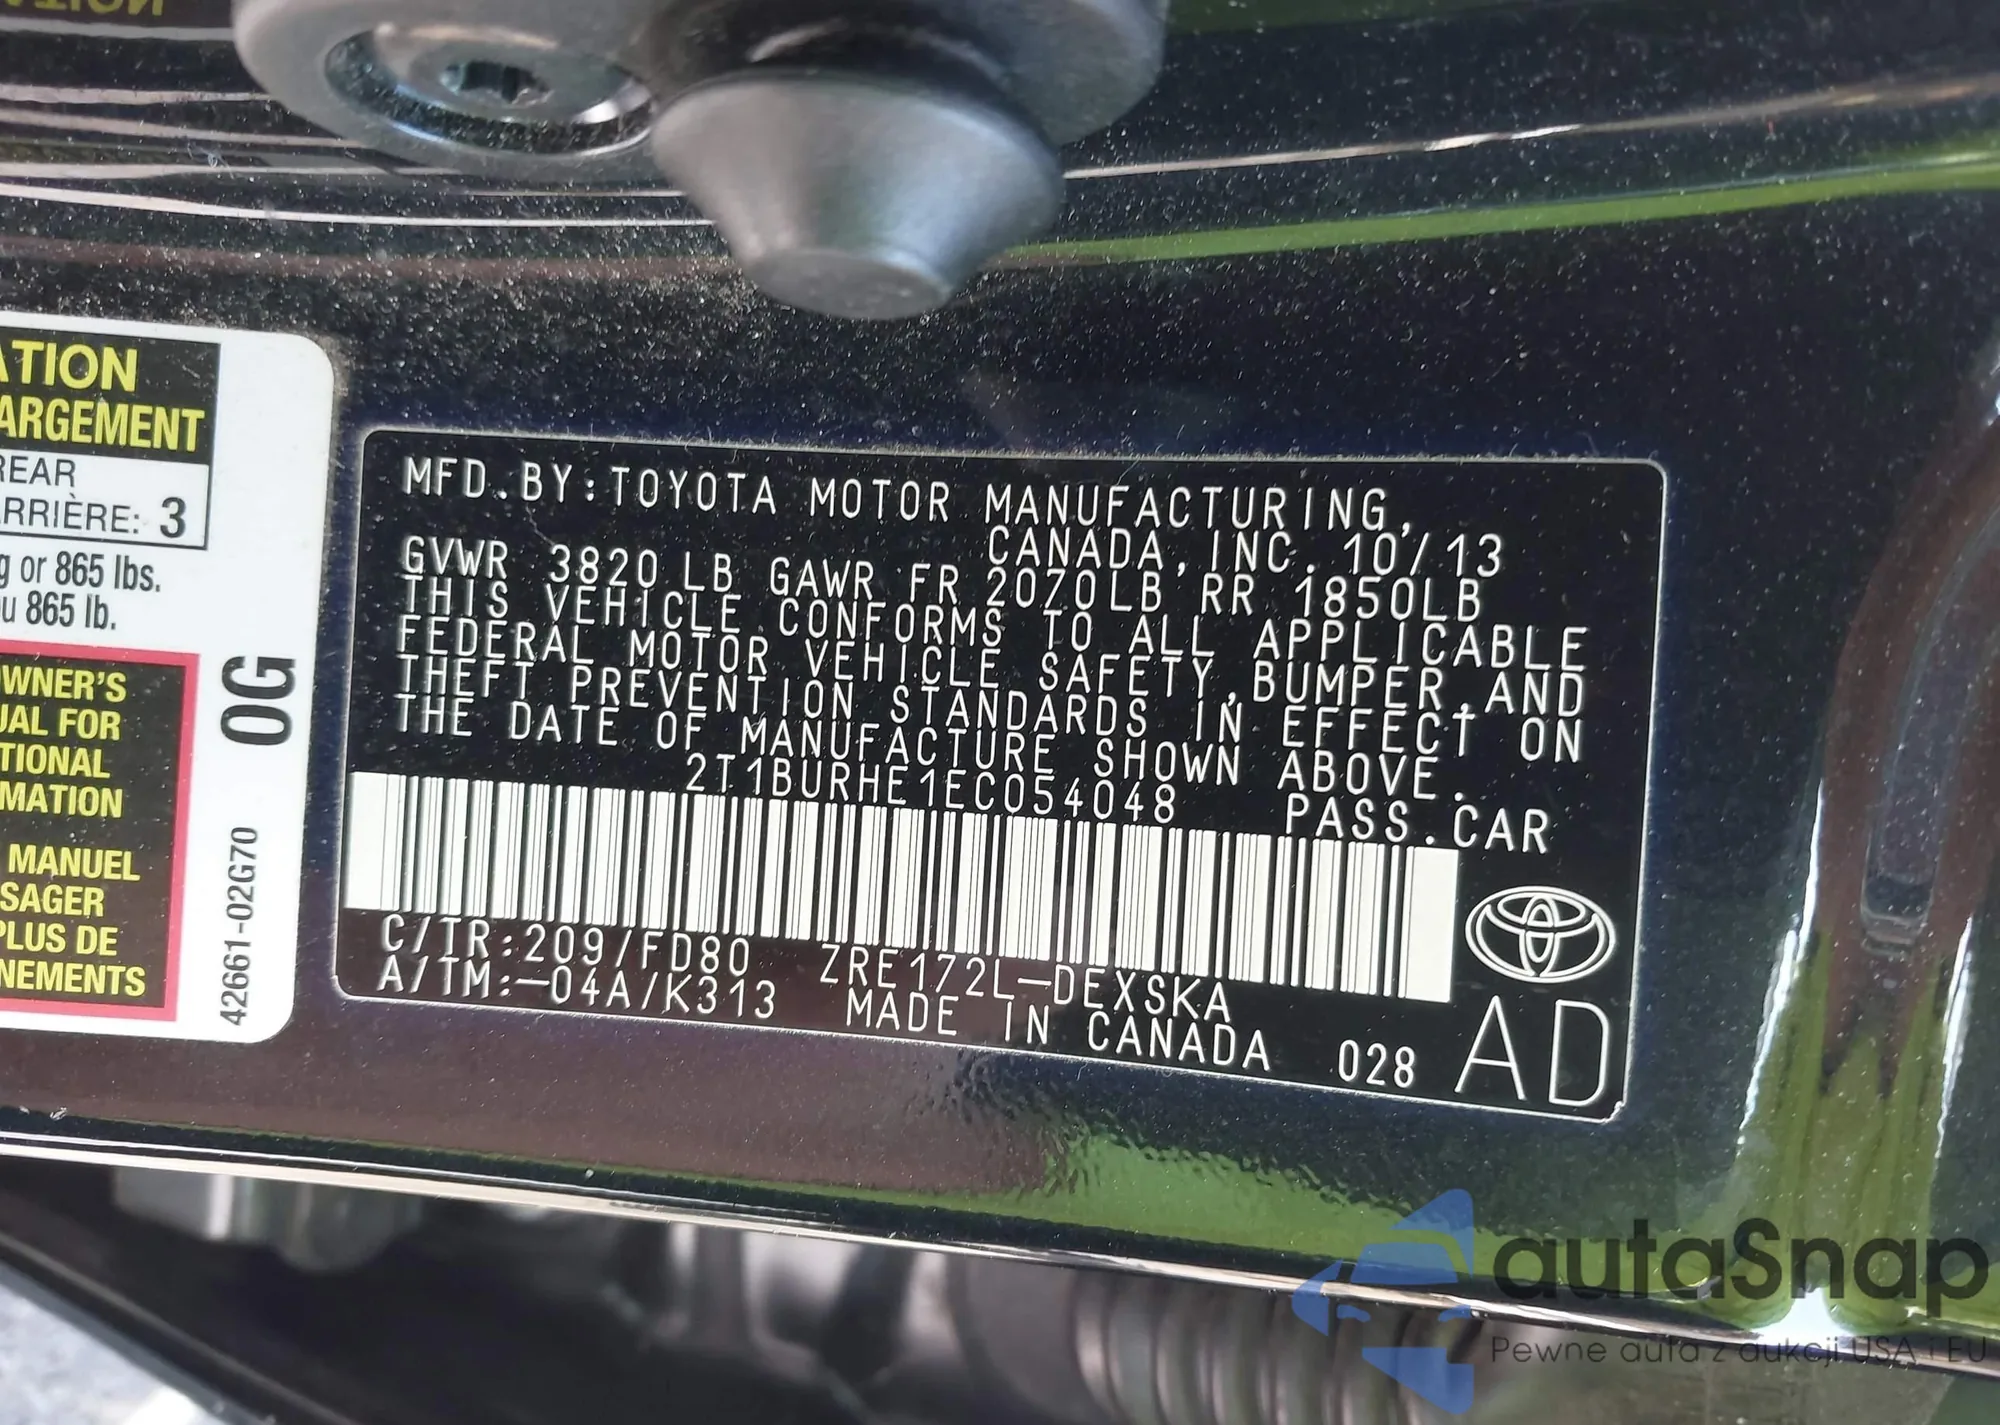 ATION
ARGEMENT
REAR
ARRIÈRE: 3
g or 865 lbs.
u 865 lb.
OWNER'S
UAL FOR
TIONAL
MATION
MANUEL
SAGER
PLUS DE
NEMENTS
0G
42661-02G70
MFD.BY:TOYOTA MOTOR MANUFACTURING,
CANADA,INC. 10/13
GVWR 3820LB GAWR FR 2070LB RR 1850LB
THIS VEHICLE CONFORMS TO ALL APPLICABLE
FEDERAL MOTOR VEHICLE SAFETY,BUMPER,AND
THEFT PREVENTION STANDARDS IN EFFECT ON
THE DATE OF MANUFACTURE SHOWN ABOVE.
2T1BURHE1EC054048 PASS.CAR
C/TR:209/FD80 ZRE172L-DEXSKA
A/TM:-04A/K313 MADE IN CANADA 028
AD
autaSnap
Pewne auta z aukcji USA i EU